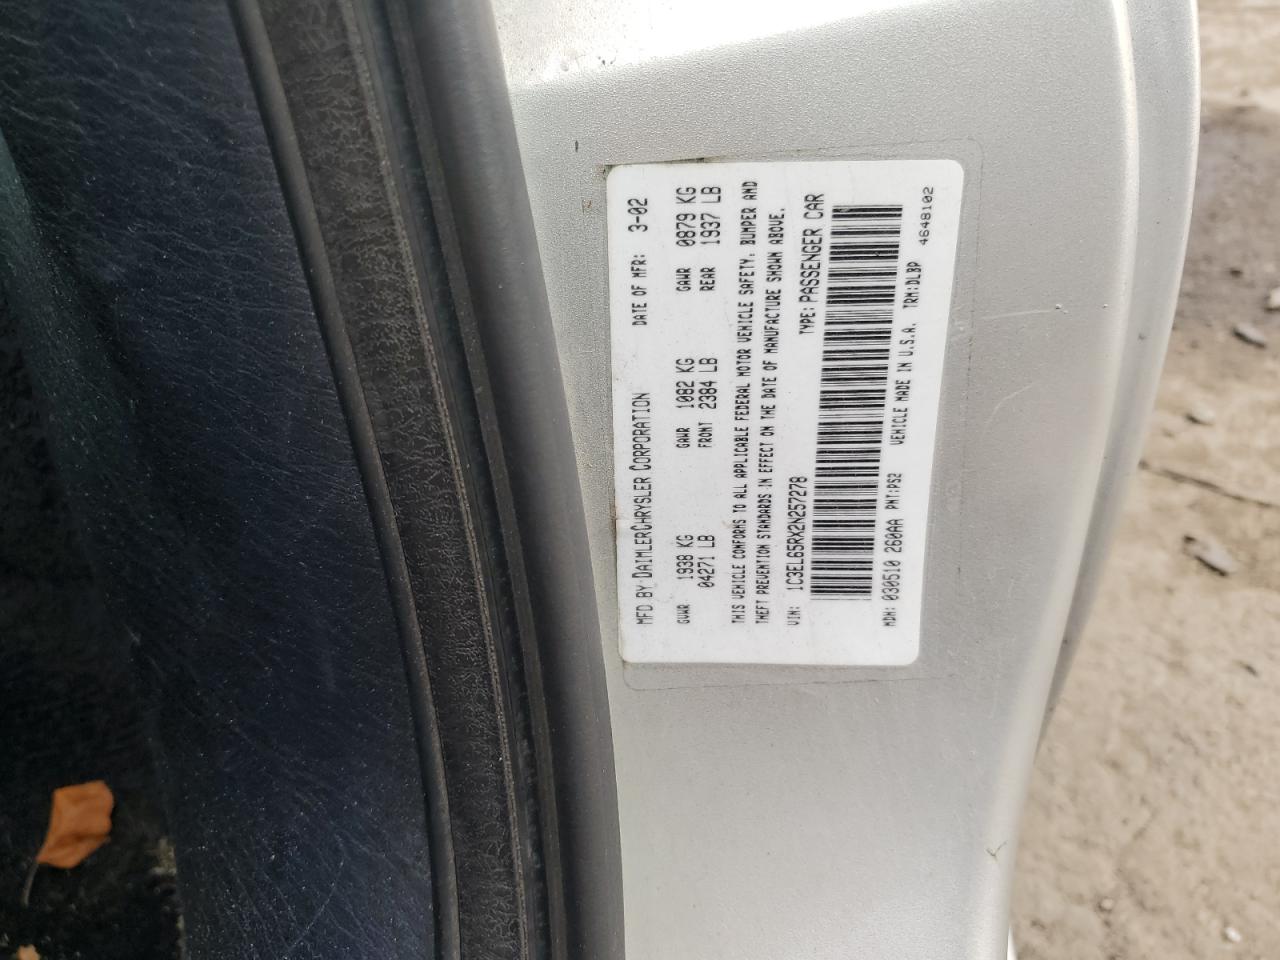 MFD BY DAIMLERCHRYSLER CORPORATION DATE OF MFR: 3-02
GVWR 1938 KG GAWR 1082 KG GAWR 0879 KG
04271 LB FRONT 2384 LB REAR 1937 LB
THIS VEHICLE CONFORMS TO ALL APPLICABLE FEDERAL MOTOR VEHICLE SAFETY, BUMPER AND
THEFT PREVENTION STANDARDS IN EFFECT ON THE DATE OF MANUFACTURE SHOWN ABOVE.
VIN: 1C3EL65RX2N257278 TYPE: PASSENGER CAR
MDH: 030510 260AA PNT:PS2 VEHICLE MADE IN U.S.A. TRM:DLBP 4648102